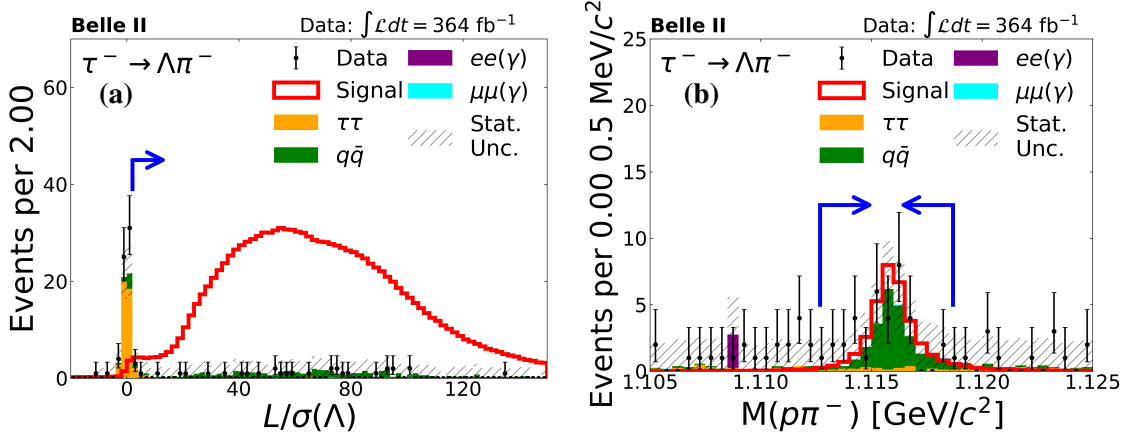 Belle II
Data: ∫ ℒdt = 364 fb⁻¹
τ⁻ → Λπ⁻
(a)
Data
Signal
ττ
qq̄
ee(γ)
μμ(γ)
Stat.
Unc.
Events per 2.00
60
40
20
0
0
40
80
120
L/σ(Λ)
Belle II
Data: ∫ ℒdt = 364 fb⁻¹
τ⁻ → Λπ⁻
(b)
Data
Signal
ττ
qq̄
ee(γ)
μμ(γ)
Stat.
Unc.
Events per 0.00 0.5 MeV/c²
25
20
15
10
5
0
1.105
1.110
1.115
1.120
1.125
M(pπ⁻) [GeV/c²]